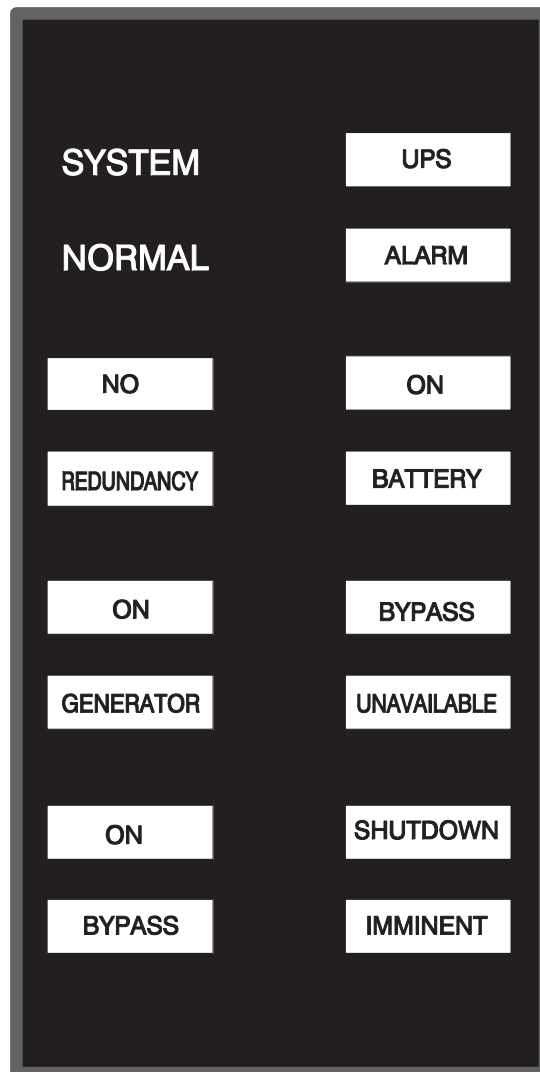 SYSTEM
NORMAL
UPS
ALARM
NO
REDUNDANCY
ON
BATTERY
ON
GENERATOR
BYPASS
UNAVAILABLE
ON
BYPASS
SHUTDOWN
IMMINENT